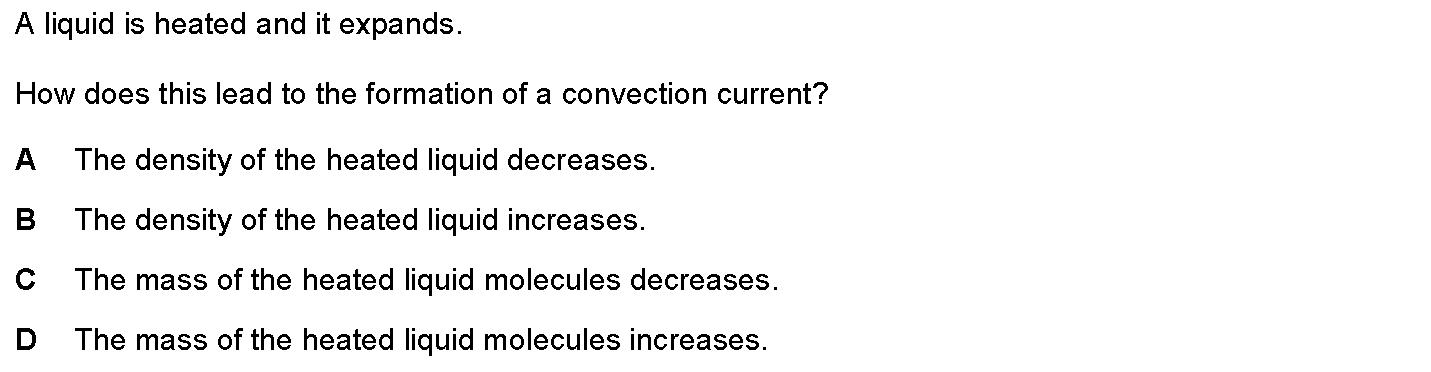 A liquid is heated and it expands.
How does this lead to the formation of a convection current?
A The density of the heated liquid decreases.
B The density of the heated liquid increases.
C The mass of the heated liquid molecules decreases.
D The mass of the heated liquid molecules increases.